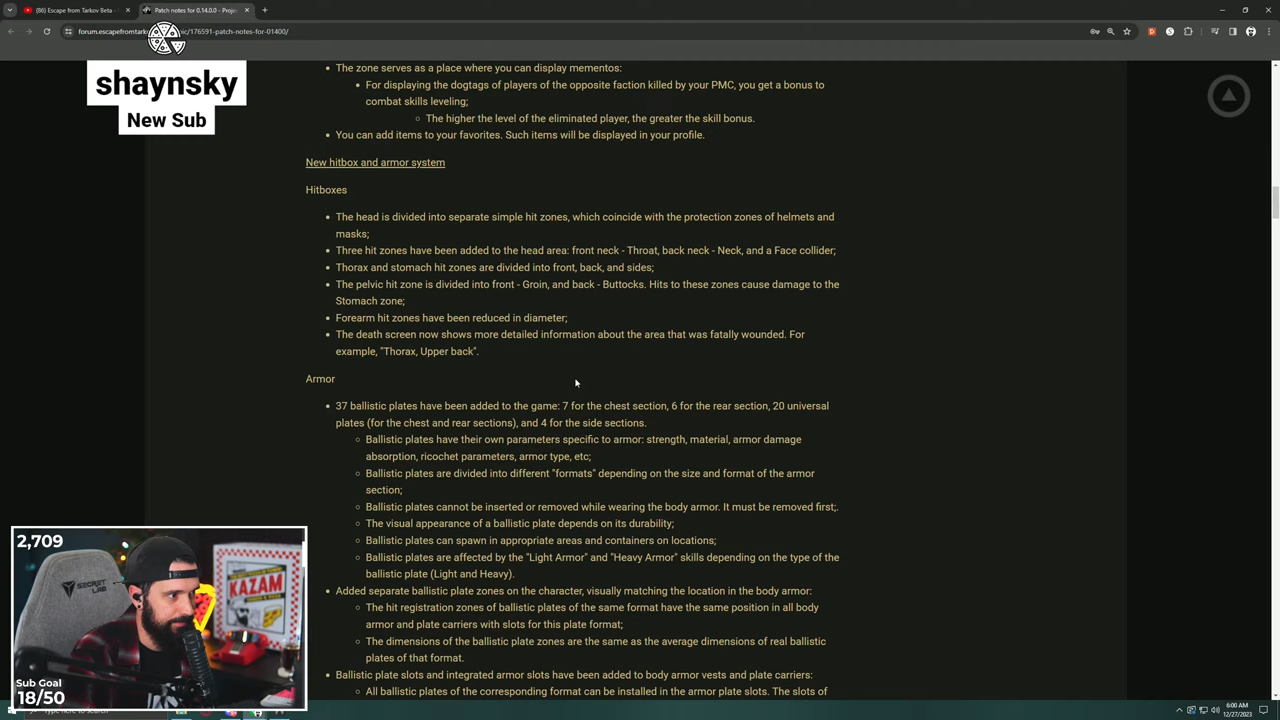 (86) Escape from Tarkov Beta -
Patch notes for 0.14.0.0 - Proje
forum.escapefromtark
ic/176591-patch-notes-for-01400/
shaynsky
New Sub
The zone serves as a place where you can display mementos:
For displaying the dogtags of players of the opposite faction killed by your PMC, you get a bonus to
combat skills leveling;
The higher the level of the eliminated player, the greater the skill bonus.
You can add items to your favorites. Such items will be displayed in your profile.
New hitbox and armor system
Hitboxes
The head is divided into separate simple hit zones, which coincide with the protection zones of helmets and
masks;
Three hit zones have been added to the head area: front neck - Throat, back neck - Neck, and a Face collider;
Thorax and stomach hit zones are divided into front, back, and sides;
The pelvic hit zone is divided into front - Groin, and back - Buttocks. Hits to these zones cause damage to the
Stomach zone;
Forearm hit zones have been reduced in diameter;
The death screen now shows more detailed information about the area that was fatally wounded. For
example, "Thorax, Upper back".
Armor
37 ballistic plates have been added to the game: 7 for the chest section, 6 for the rear section, 20 universal
plates (for the chest and rear sections), and 4 for the side sections.
Ballistic plates have their own parameters specific to armor: strength, material, armor damage
absorption, ricochet parameters, armor type, etc;
Ballistic plates are divided into different "formats" depending on the size and format of the armor
section;
Ballistic plates cannot be inserted or removed while wearing the body armor. It must be removed first;.
The visual appearance of a ballistic plate depends on its durability;
Ballistic plates can spawn in appropriate areas and containers on locations;
Ballistic plates are affected by the "Light Armor" and "Heavy Armor" skills depending on the type of the
ballistic plate (Light and Heavy).
Added separate ballistic plate zones on the character, visually matching the location in the body armor:
The hit registration zones of ballistic plates of the same format have the same position in all body
armor and plate carriers with slots for this plate format;
The dimensions of the ballistic plate zones are the same as the average dimensions of real ballistic
plates of that format.
Ballistic plate slots and integrated armor slots have been added to body armor vests and plate carriers:
All ballistic plates of the corresponding format can be installed in the armor plate slots. The slots of
2,709
SECRET
LAB
KAZAM
Sub Goal
18/50
Type here to search
6:00 AM
12/27/2023